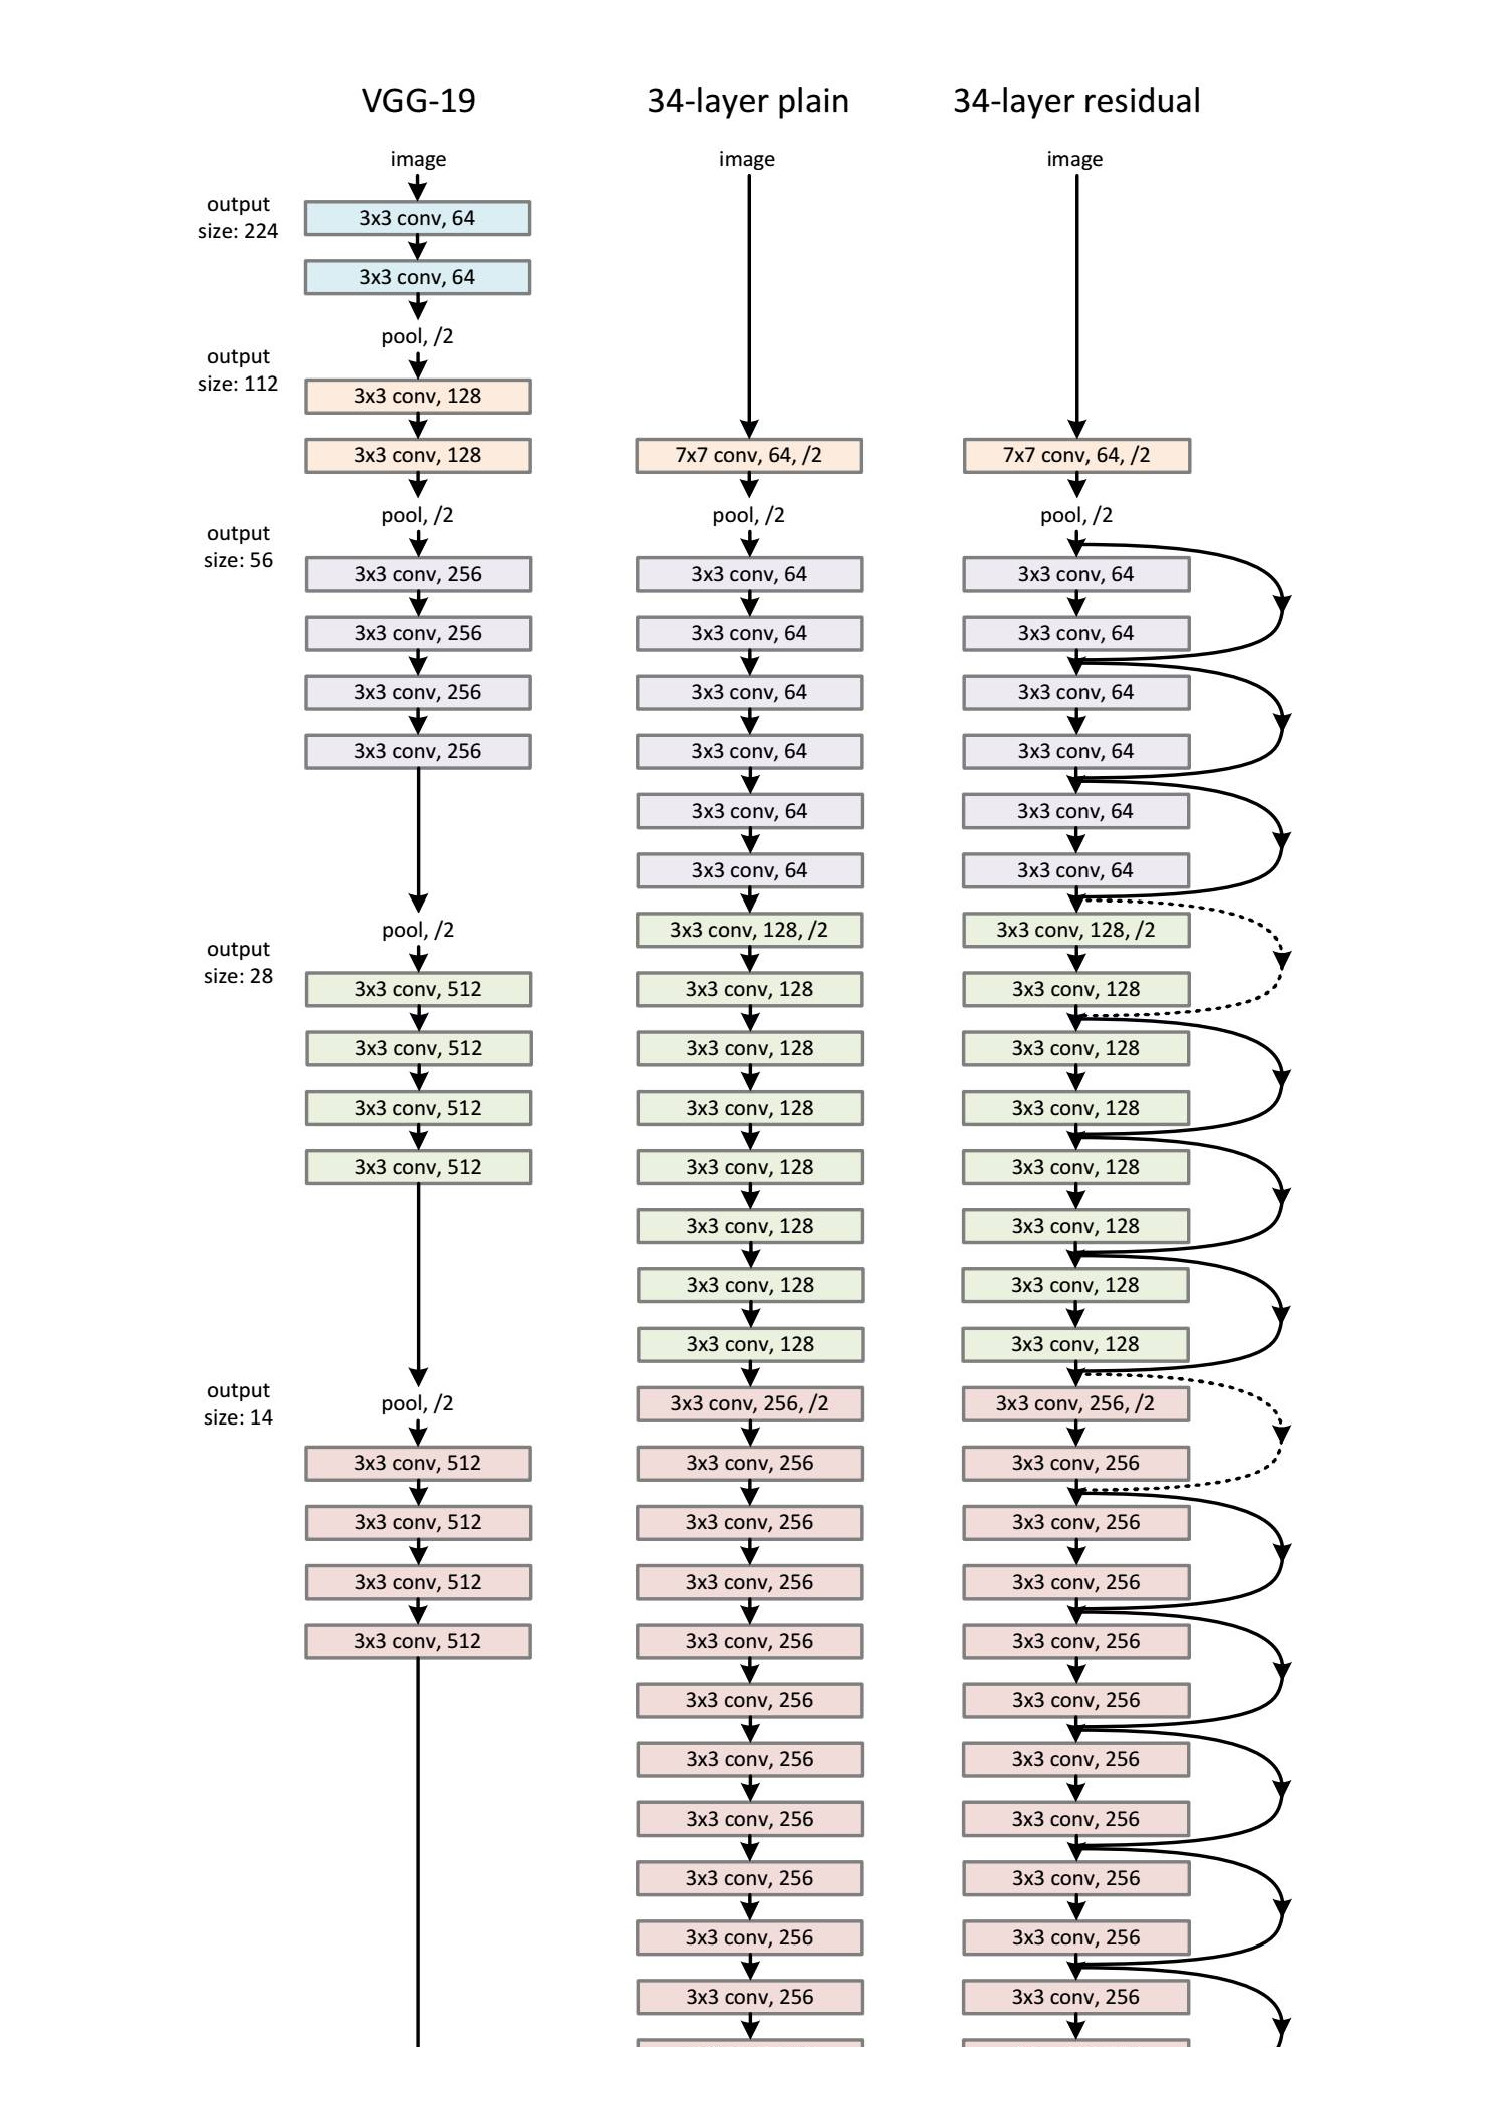 VGG-19
34-layer plain
34-layer residual
image
image
image
output
size: 224
3x3 conv, 64
3x3 conv, 64
pool, /2
output
size: 112
3x3 conv, 128
3x3 conv, 128
7x7 conv, 64, /2
7x7 conv, 64, /2
pool, /2
pool, /2
pool, /2
output
size: 56
3x3 conv, 256
3x3 conv, 64
3x3 conv, 64
3x3 conv, 256
3x3 conv, 64
3x3 conv, 64
3x3 conv, 256
3x3 conv, 64
3x3 conv, 64
3x3 conv, 256
3x3 conv, 64
3x3 conv, 64
3x3 conv, 64
3x3 conv, 64
3x3 conv, 64
3x3 conv, 64
pool, /2
3x3 conv, 128, /2
3x3 conv, 128, /2
output
size: 28
3x3 conv, 512
3x3 conv, 128
3x3 conv, 128
3x3 conv, 512
3x3 conv, 128
3x3 conv, 128
3x3 conv, 512
3x3 conv, 128
3x3 conv, 128
3x3 conv, 512
3x3 conv, 128
3x3 conv, 128
3x3 conv, 128
3x3 conv, 128
3x3 conv, 128
3x3 conv, 128
3x3 conv, 128
3x3 conv, 128
output
size: 14
pool, /2
3x3 conv, 256, /2
3x3 conv, 256, /2
3x3 conv, 512
3x3 conv, 256
3x3 conv, 256
3x3 conv, 512
3x3 conv, 256
3x3 conv, 256
3x3 conv, 512
3x3 conv, 256
3x3 conv, 256
3x3 conv, 512
3x3 conv, 256
3x3 conv, 256
3x3 conv, 256
3x3 conv, 256
3x3 conv, 256
3x3 conv, 256
3x3 conv, 256
3x3 conv, 256
3x3 conv, 256
3x3 conv, 256
3x3 conv, 256
3x3 conv, 256
3x3 conv, 256
3x3 conv, 256